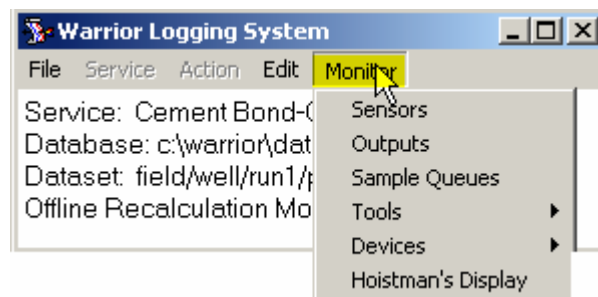 Warrior Logging System
File Service Action Edit Monitor
Service: Cement Bond-
Database: c:\warrior\dat
Dataset: field/well/run1/
Offline Recalculation Mo
Sensors
Outputs
Sample Queues
Tools
Devices
Hoistman's Display